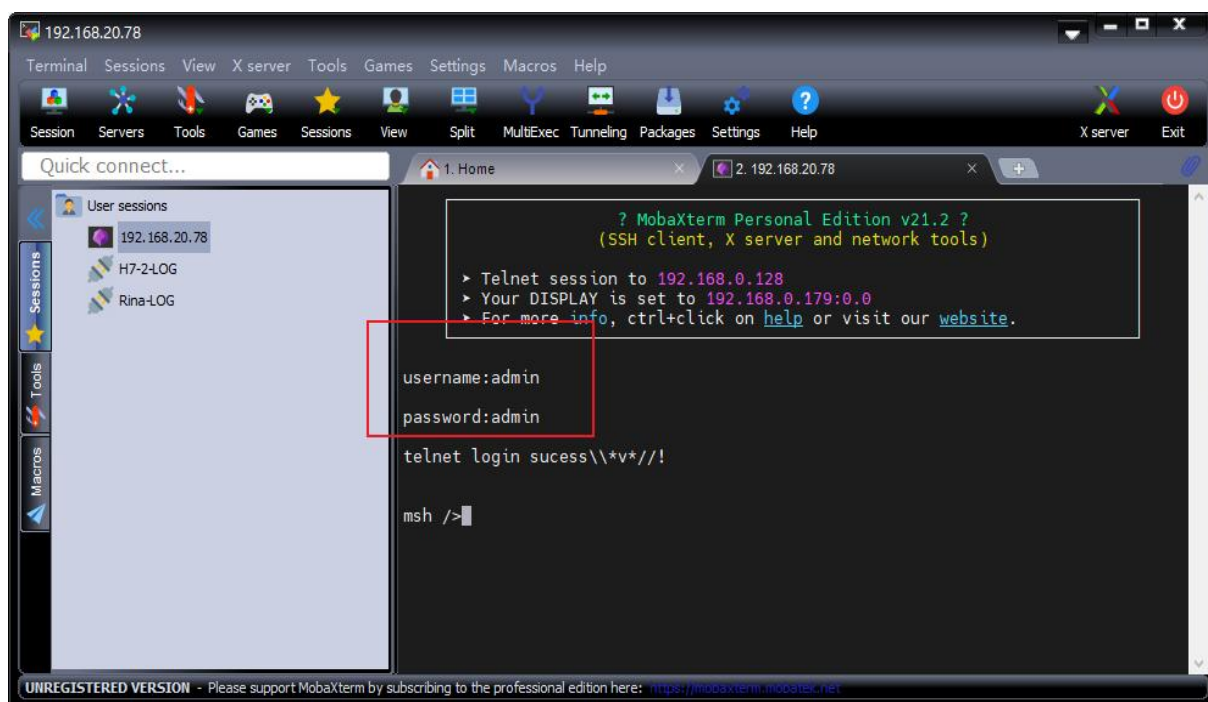 192.168.20.78
Terminal Sessions View X server Tools Games Settings Macros Help
Session Servers Tools Games Sessions View Split MultiExec Tunneling Packages Settings Help X server Exit
Quick connect...
1. Home
2. 192.168.20.78
User sessions
192.168.20.78
H7-2-LOG
Rina-LOG
Sessions
Tools
Macros
? MobaXterm Personal Edition v21.2 ?
(SSH client, X server and network tools)
➤ Telnet session to 192.168.0.128
➤ Your DISPLAY is set to 192.168.0.179:0.0
➤ For more info, ctrl+click on help or visit our website.
username:admin
password:admin
telnet login sucess\\*v*//!
msh />
UNREGISTERED VERSION - Please support MobaXterm by subscribing to the professional edition here: https://mobaxterm.mobatek.net